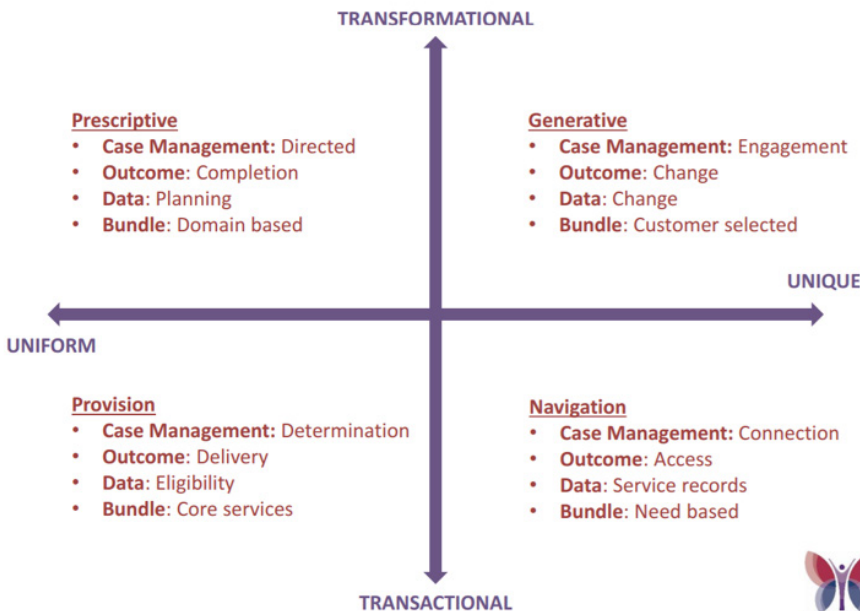 TRANSFORMATIONAL
Prescriptive
• Case Management: Directed
• Outcome: Completion
• Data: Planning
• Bundle: Domain based
Generative
• Case Management: Engagement
• Outcome: Change
• Data: Change
• Bundle: Customer selected
UNIQUE
UNIFORM
Provision
• Case Management: Determination
• Outcome: Delivery
• Data: Eligibility
• Bundle: Core services
Navigation
• Case Management: Connection
• Outcome: Access
• Data: Service records
• Bundle: Need based
TRANSACTIONAL